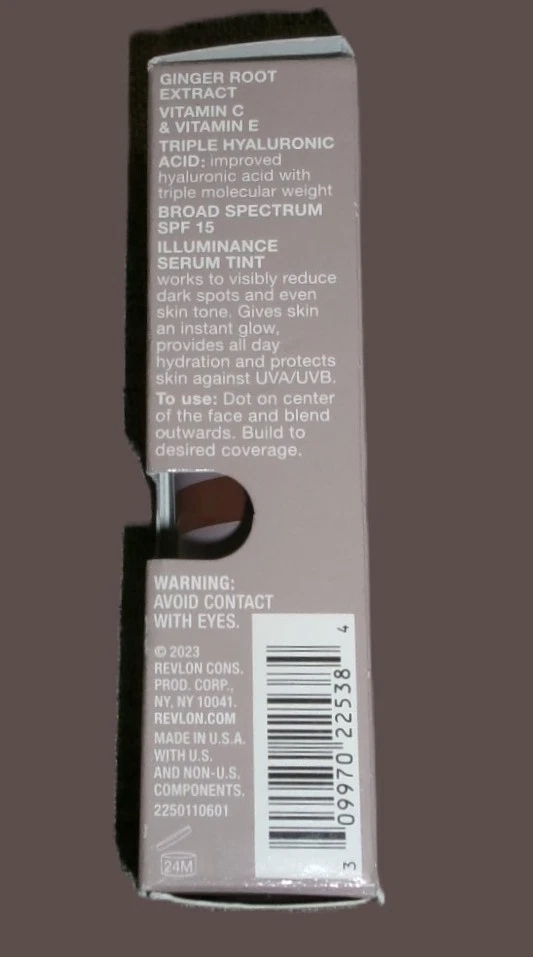 GINGER ROOT
EXTRACT
VITAMIN C
& VITAMIN E
TRIPLE HYALURONIC
ACID: improved
hyaluronic acid with
triple molecular weight
BROAD SPECTRUM
SPF 15
ILLUMINANCE
SERUM TINT
works to visibly reduce
dark spots and even
skin tone. Gives skin
an instant glow,
provides all day
hydration and protects
skin against UVA/UVB.
To use: Dot on center
of the face and blend
outwards. Build to
desired coverage.
WARNING:
AVOID CONTACT
WITH EYES.
© 2023
REVLON CONS.
PROD. CORP.,
NY, NY 10041.
REVLON.COM
MADE IN U.S.A.
WITH U.S.
AND NON-U.S.
COMPONENTS.
2250110601
24M
3 09970 22538 4